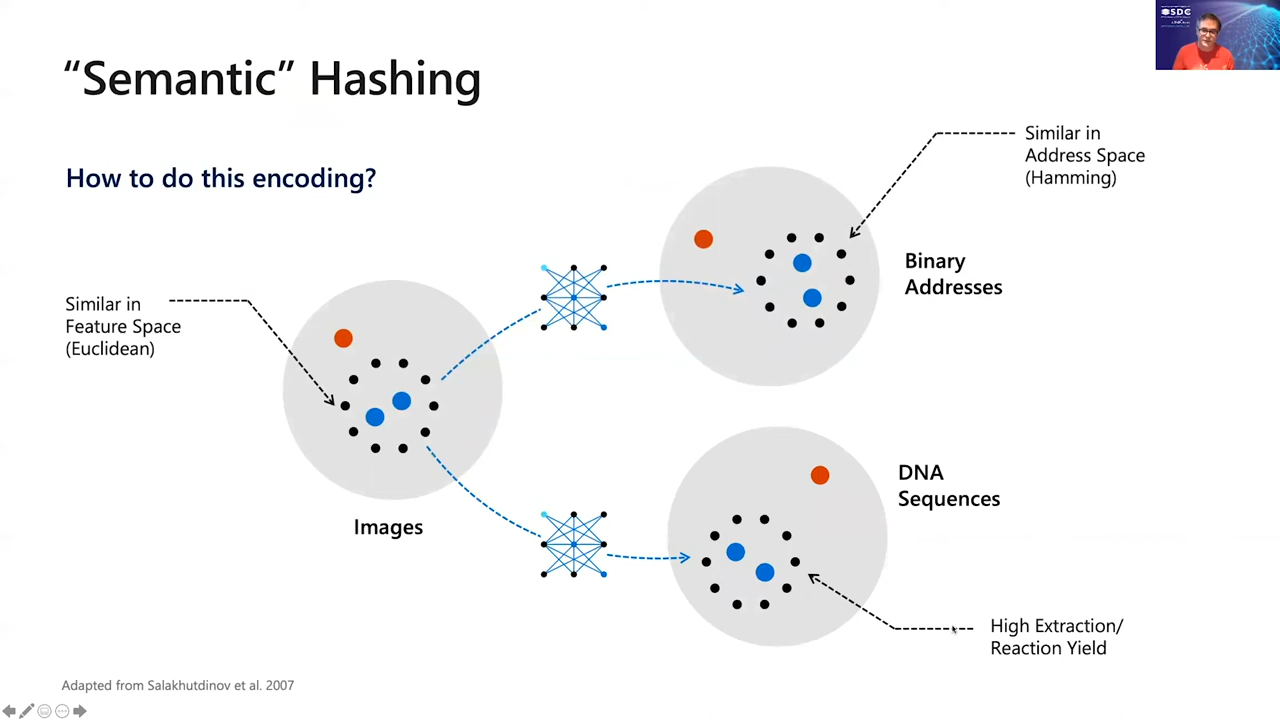 “Semantic” Hashing
How to do this encoding?
Similar in
Address Space
(Hamming)
Binary
Addresses
Similar in
Feature Space
(Euclidean)
Images
DNA
Sequences
High Extraction/
Reaction Yield
Adapted from Salakhutdinov et al. 2007
SDC